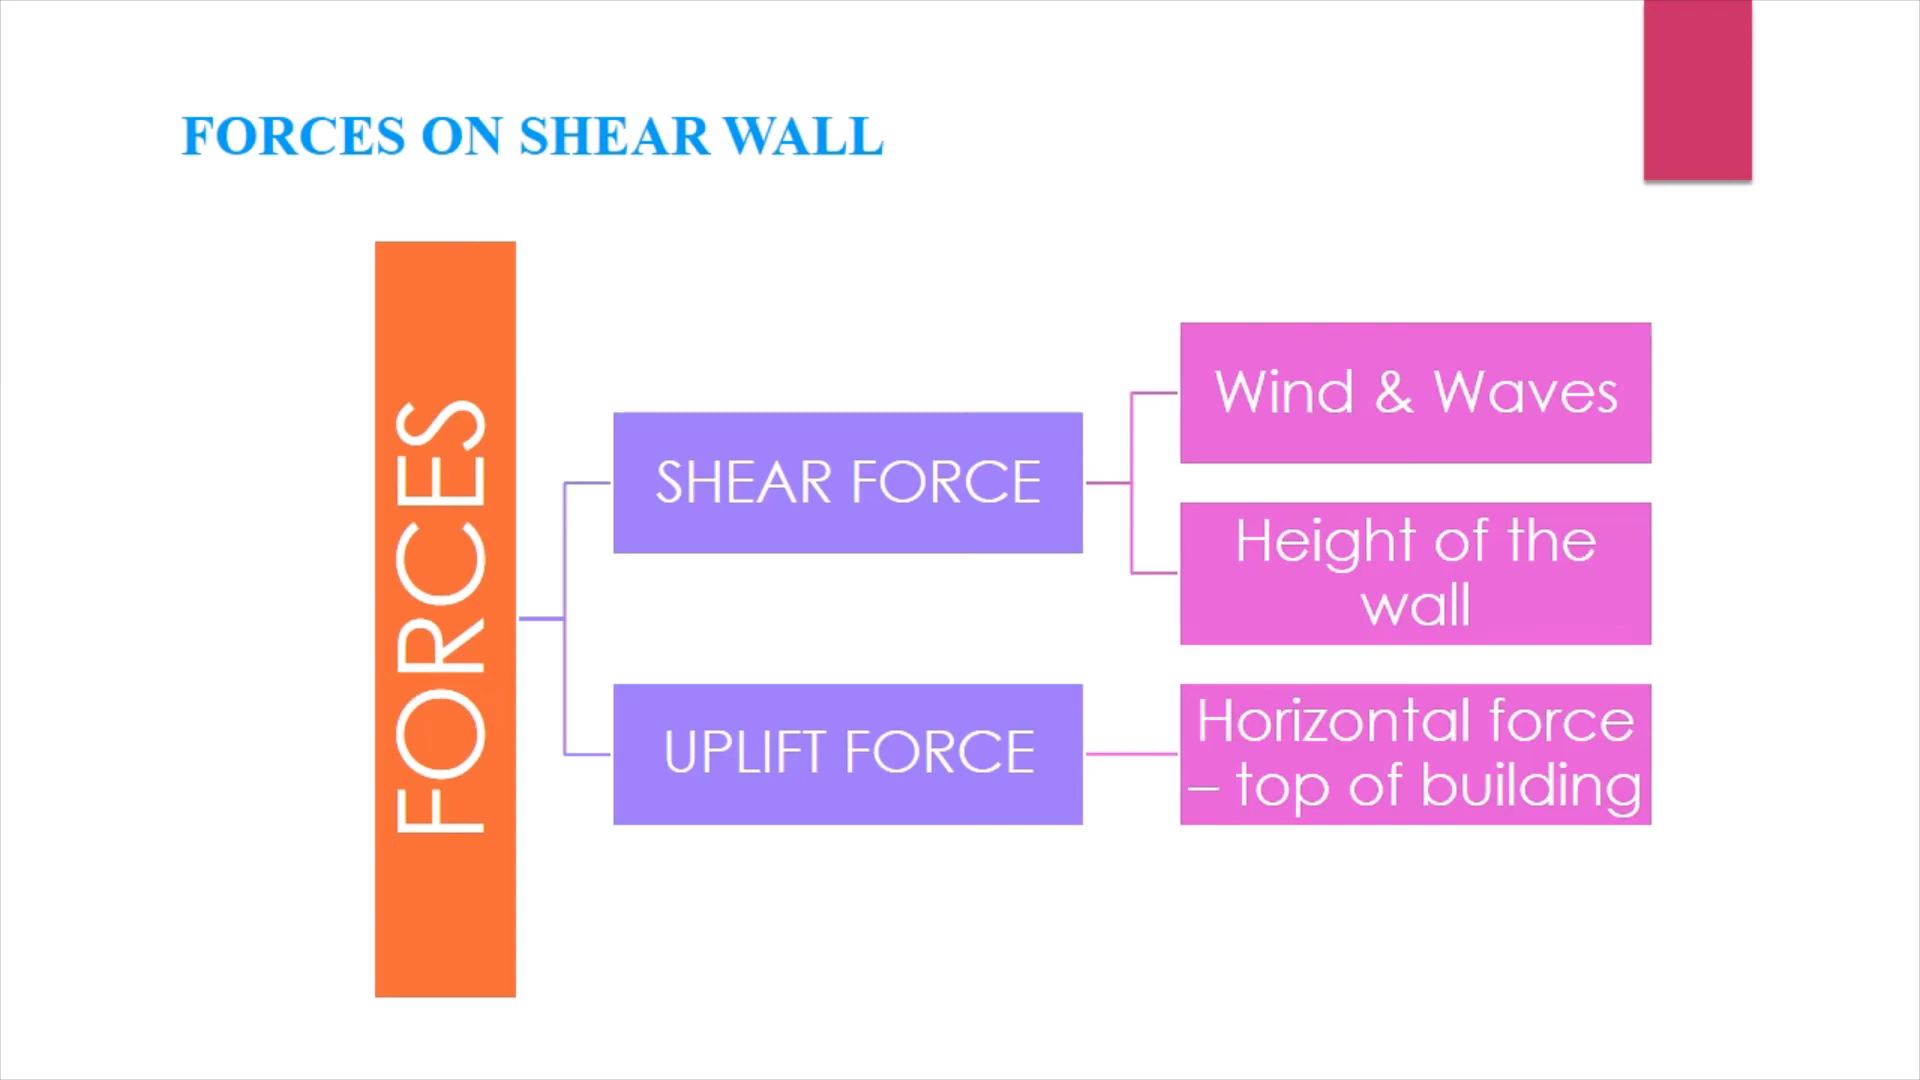 FORCES ON SHEAR WALL
FORCES
SHEAR FORCE
Wind & Waves
Height of the
wall
UPLIFT FORCE
Horizontal force
– top of building